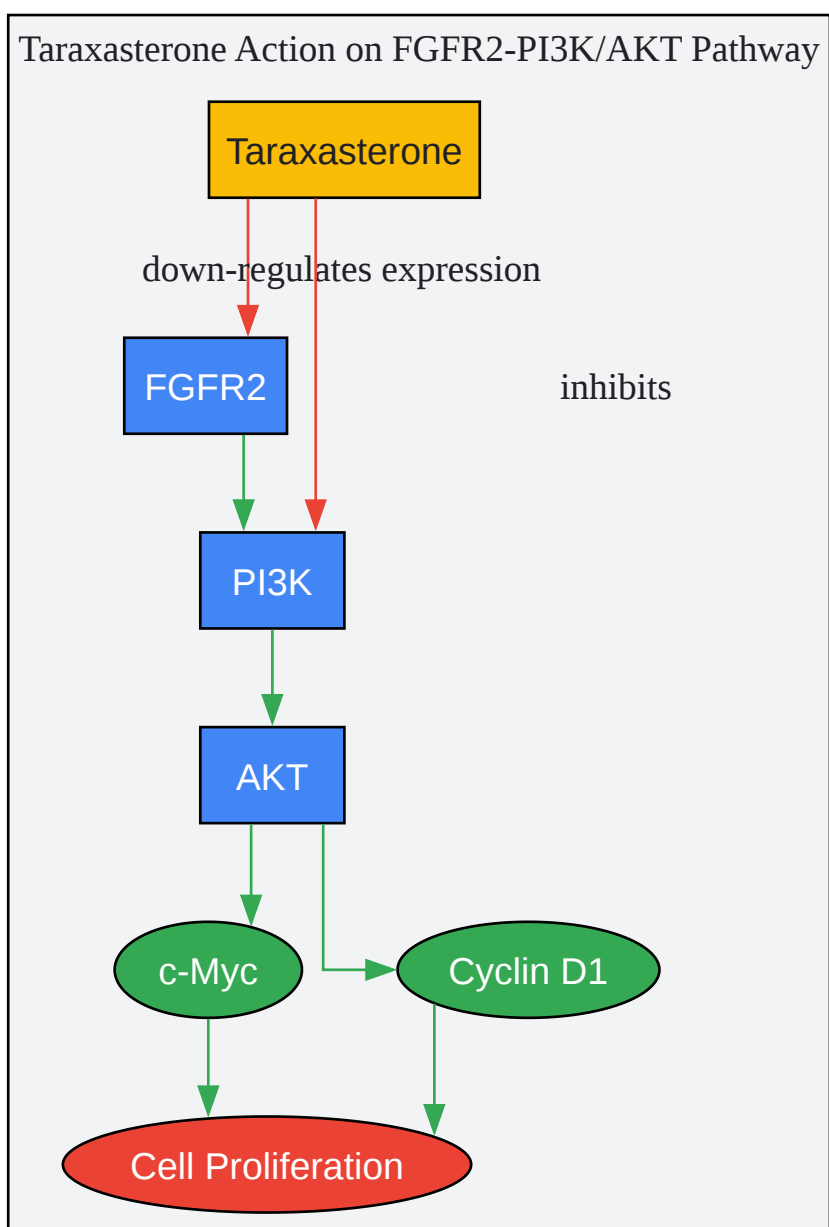 Taraxasterone Action on FGFR2-PI3K/AKT Pathway
Taraxasterone
down-regulates expression
FGFR2
inhibits
PI3K
AKT
c-Myc
Cyclin D1
Cell Proliferation